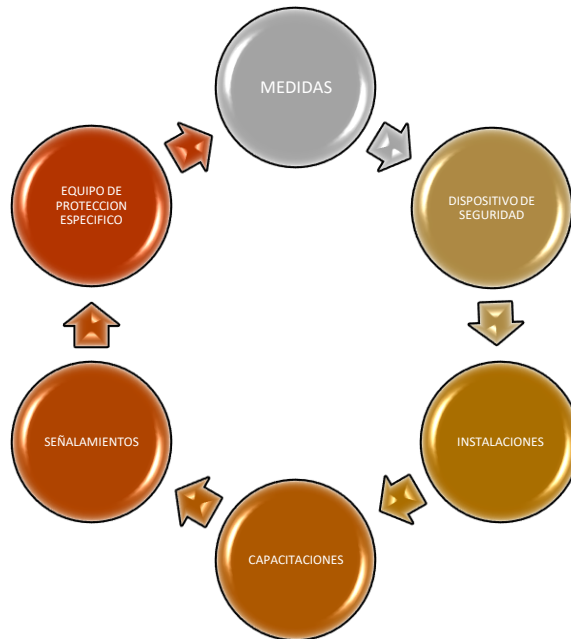 MEDIDAS
DISPOSITIVO DE
SEGURIDAD
INSTALACIONES
CAPACITACIONES
SEÑALAMIENTOS
EQUIPO DE
PROTECCION
ESPECIFICO